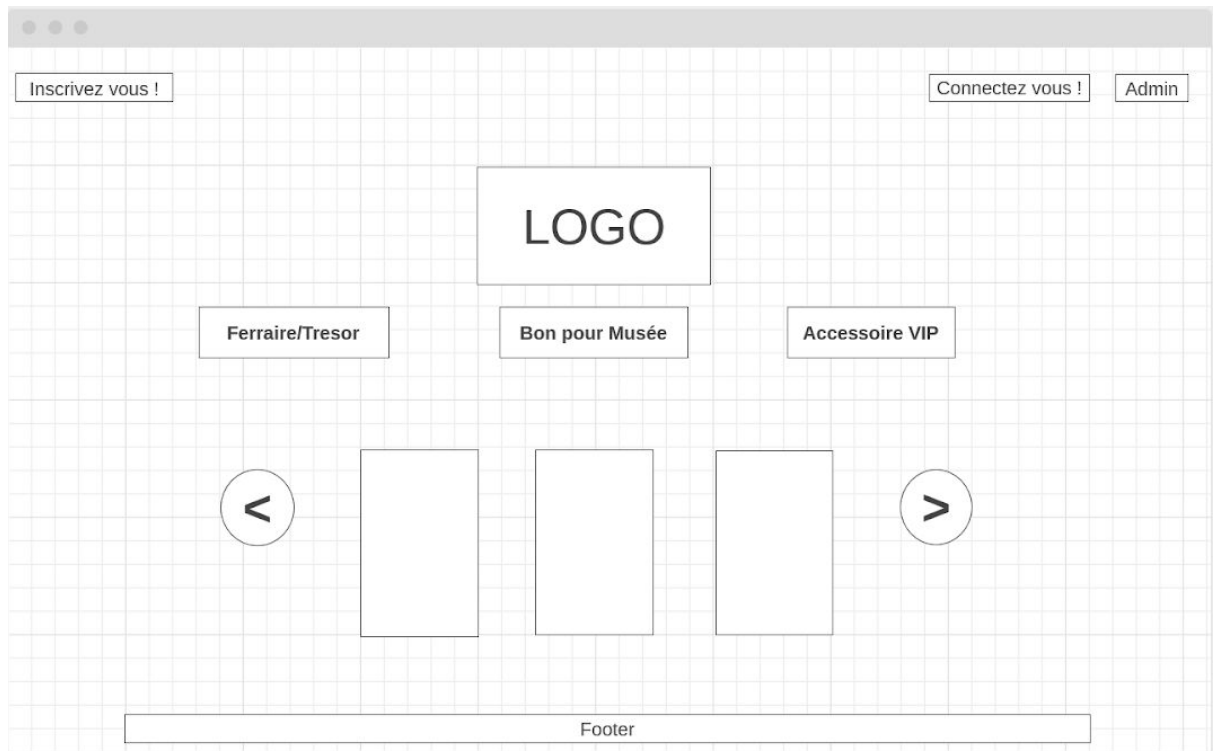 Inscrivez vous !
Connectez vous !
Admin
LOGO
Ferraire/Tresor
Bon pour Musée
Accessoire VIP
<
>
Footer